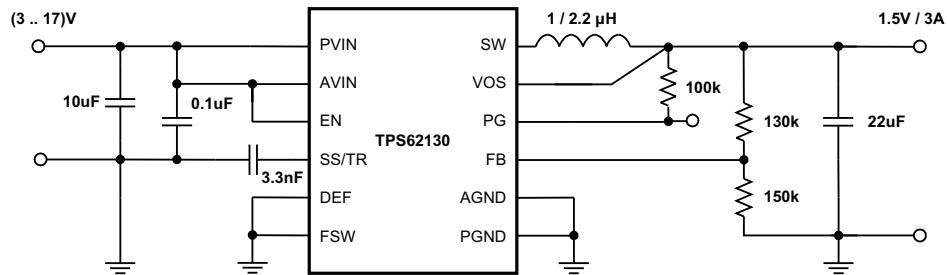 (3 .. 17)V
1 / 2.2 µH
1.5V / 3A
PVIN
SW
AVIN
VOS
10uF
0.1uF
100k
EN
PG
130k
22uF
TPS62130
SS/TR
FB
3.3nF
150k
DEF
AGND
FSW
PGND